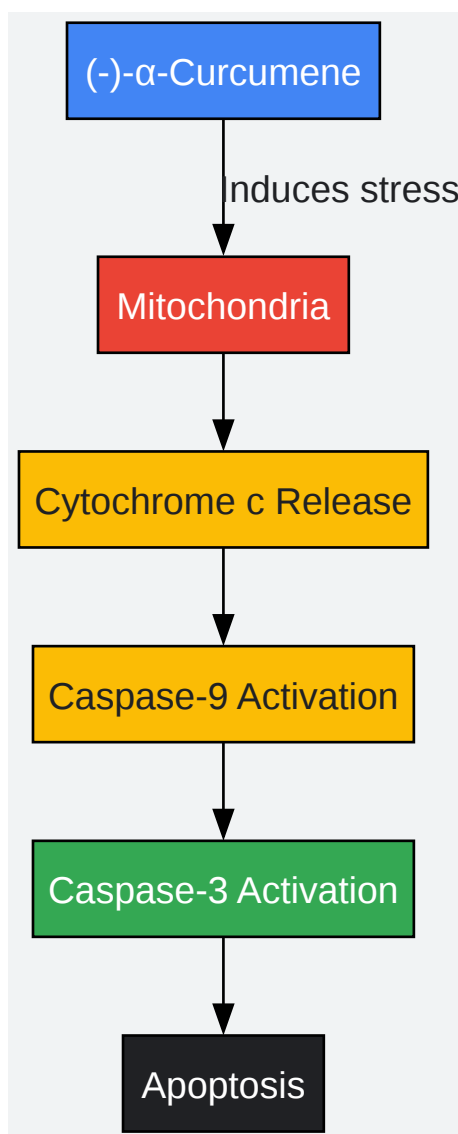 (-)-α-Curcumene
Induces stress
Mitochondria
Cytochrome c Release
Caspase-9 Activation
Caspase-3 Activation
Apoptosis